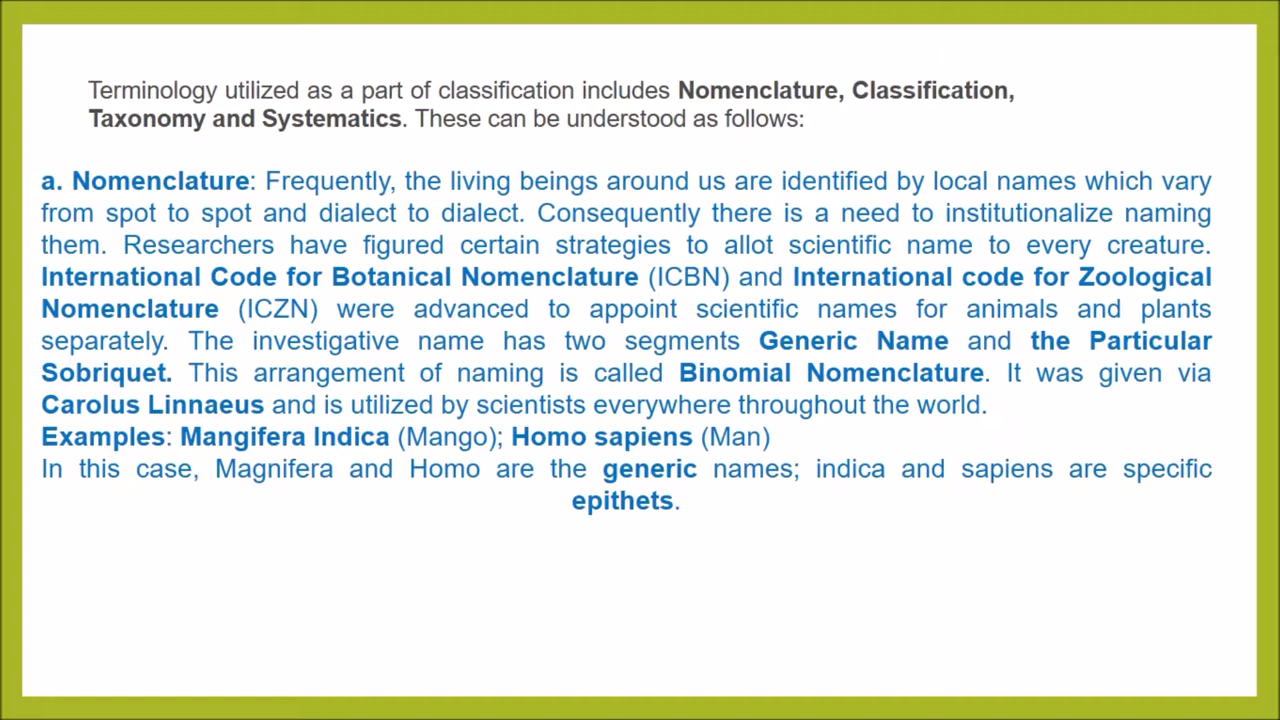 Terminology utilized as a part of classification includes Nomenclature, Classification,
Taxonomy and Systematics. These can be understood as follows:
a. Nomenclature: Frequently, the living beings around us are identified by local names which vary
from spot to spot and dialect to dialect. Consequently there is a need to institutionalize naming
them. Researchers have figured certain strategies to allot scientific name to every creature.
International Code for Botanical Nomenclature (ICBN) and International code for Zoological
Nomenclature (ICZN) were advanced to appoint scientific names for animals and plants
separately. The investigative name has two segments Generic Name and the Particular
Sobriquet. This arrangement of naming is called Binomial Nomenclature. It was given via
Carolus Linnaeus and is utilized by scientists everywhere throughout the world.
Examples: Mangifera Indica (Mango); Homo sapiens (Man)
In this case, Magnifera and Homo are the generic names; indica and sapiens are specific
epithets.